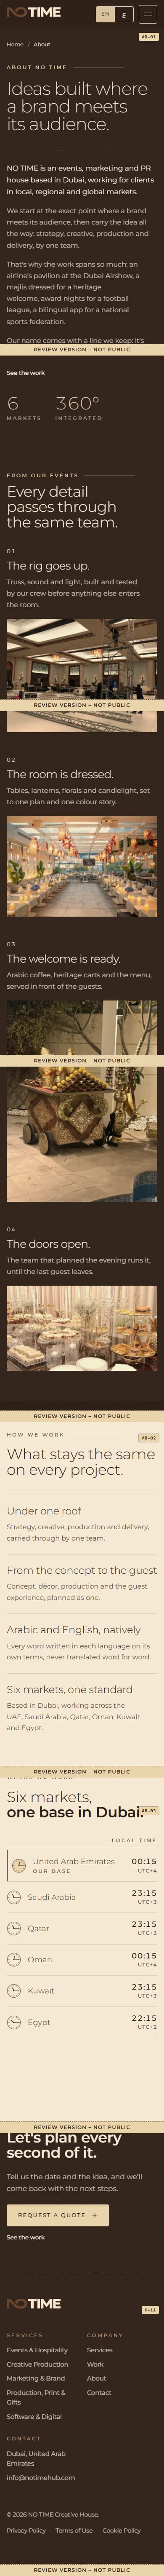 NO TIME
EN
ع
AB-01
Home / About
ABOUT NO TIME
Ideas built where
a brand meets
its audience.
NO TIME is an events, marketing and PR
house based in Dubai, working for clients
in local, regional and global markets.
We start at the exact point where a brand
meets its audience, then carry the idea all
the way: strategy, creative, production and
delivery, by one team.
That's why the work spans so much: an
airline's pavilion at the Dubai Airshow, a
majlis dressed for a heritage
welcome, award nights for a football
league, a bilingual app for a national
sports federation.
Our name comes with a line we keep: it's
REVIEW VERSION – NOT PUBLIC
See the work
6
MARKETS
360°
INTEGRATED
FROM OUR EVENTS
Every detail
passes through
the same team.
01
The rig goes up.
Truss, sound and light, built and tested
by our crew before anything else enters
the room.
REVIEW VERSION – NOT PUBLIC
02
The room is dressed.
Tables, lanterns, florals and candlelight, set
to one plan and one colour story.
03
The welcome is ready.
Arabic coffee, heritage carts and the menu,
served in front of the guests.
REVIEW VERSION – NOT PUBLIC
04
The doors open.
The team that planned the evening runs it,
until the last guest leaves.
REVIEW VERSION – NOT PUBLIC
HOW WE WORK
AB-02
What stays the same
on every project.
Under one roof
Strategy, creative, production and delivery,
carried through by one team.
From the concept to the guest
Concept, décor, production and the guest
experience, planned as one.
Arabic and English, natively
Every word written in each language on its
own terms, never translated word for word.
Six markets, one standard
Based in Dubai, working across the
UAE, Saudi Arabia, Qatar, Oman, Kuwait
and Egypt.
REVIEW VERSION – NOT PUBLIC
Six markets,
one base in Dubai.
AB-03
LOCAL TIME
United Arab Emirates
OUR BASE
00:15
UTC+4
Saudi Arabia
23:15
UTC+3
Qatar
23:15
UTC+3
Oman
00:15
UTC+4
Kuwait
23:15
UTC+3
Egypt
22:15
UTC+2
REVIEW VERSION – NOT PUBLIC
Let's plan every
second of it.
Tell us the date and the idea, and we'll
come back with the next steps.
REQUEST A QUOTE →
See the work
NO TIME
SERVICES
Events & Hospitality
Creative Production
Marketing & Brand
Production, Print &
Gifts
Software & Digital
COMPANY
Services
Work
About
Contact
CONTACT
Dubai, United Arab
Emirates
info@notimehub.com
© 2026 NO TIME Creative House.
Privacy Policy
Terms of Use
Cookie Policy
REVIEW VERSION – NOT PUBLIC